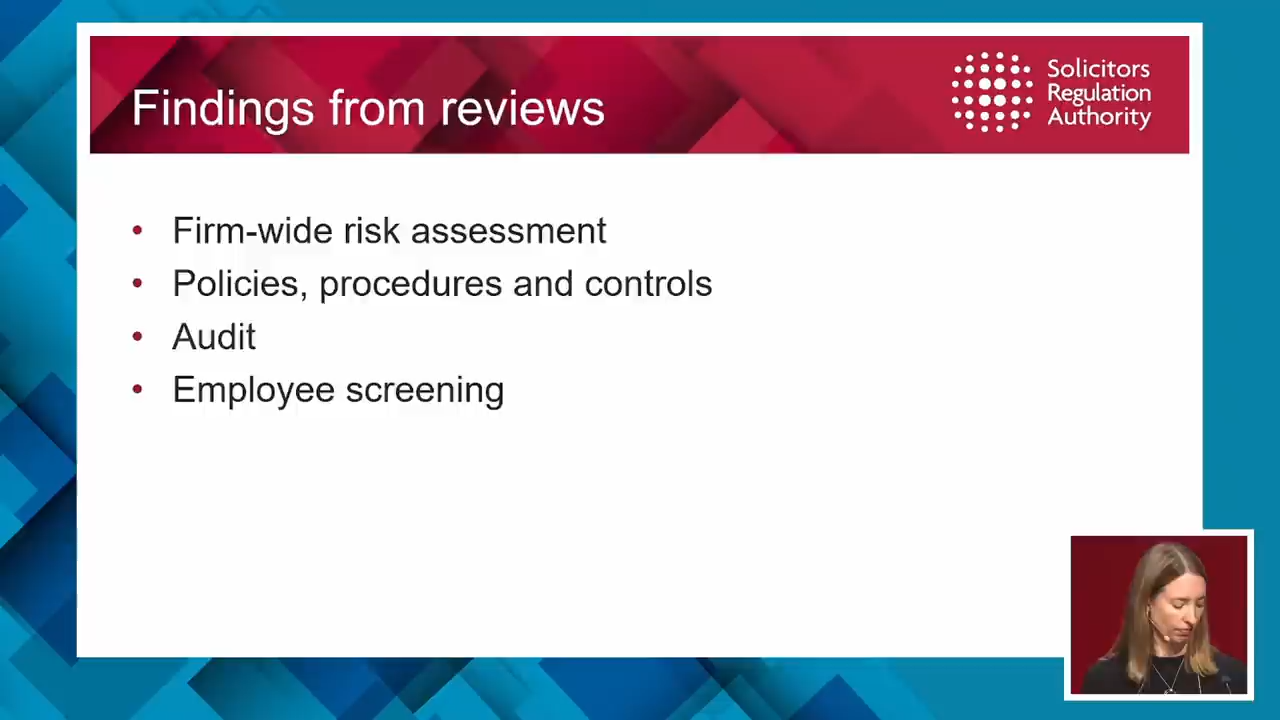 Findings from reviews
Solicitors
Regulation
Authority
• Firm-wide risk assessment
• Policies, procedures and controls
• Audit
• Employee screening